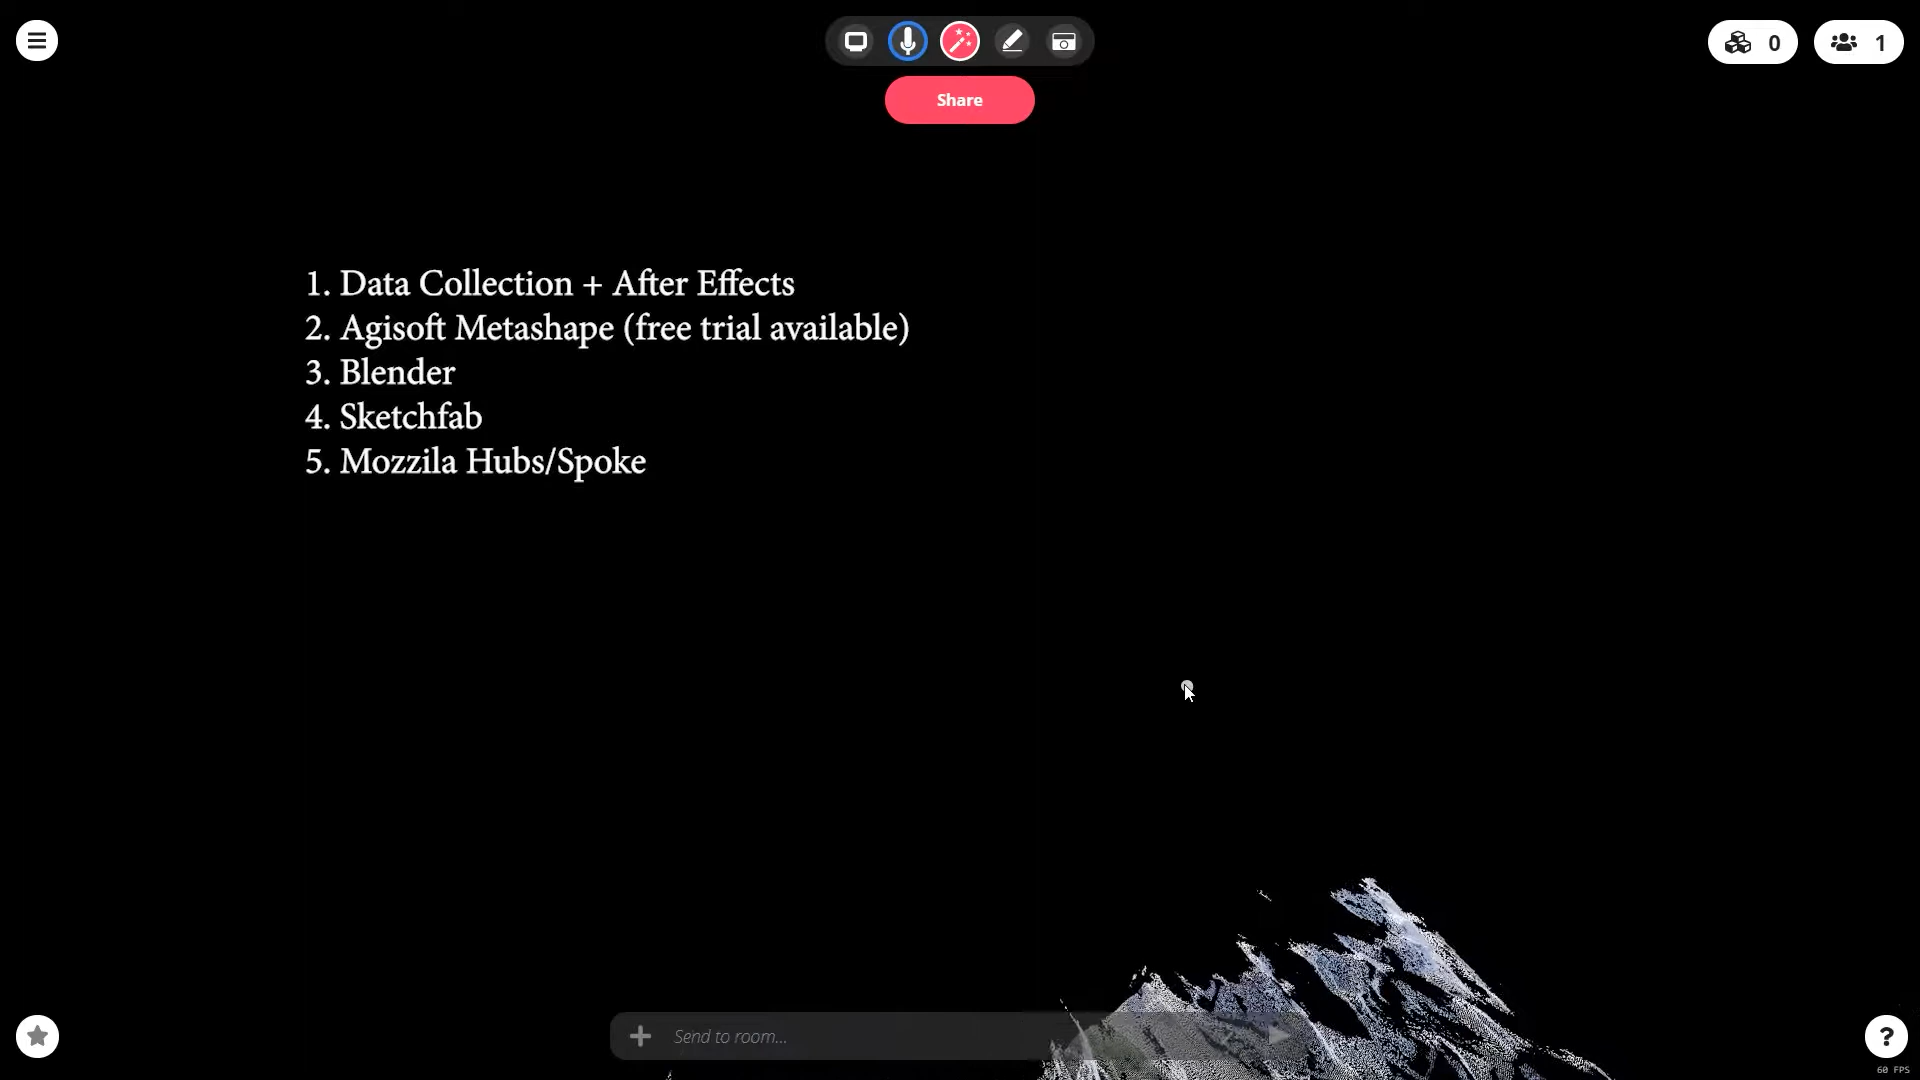 0
1
Share
1. Data Collection + After Effects
2. Agisoft Metashape (free trial available)
3. Blender
4. Sketchfab
5. Mozzila Hubs/Spoke
Send to room...
?
60 FPS